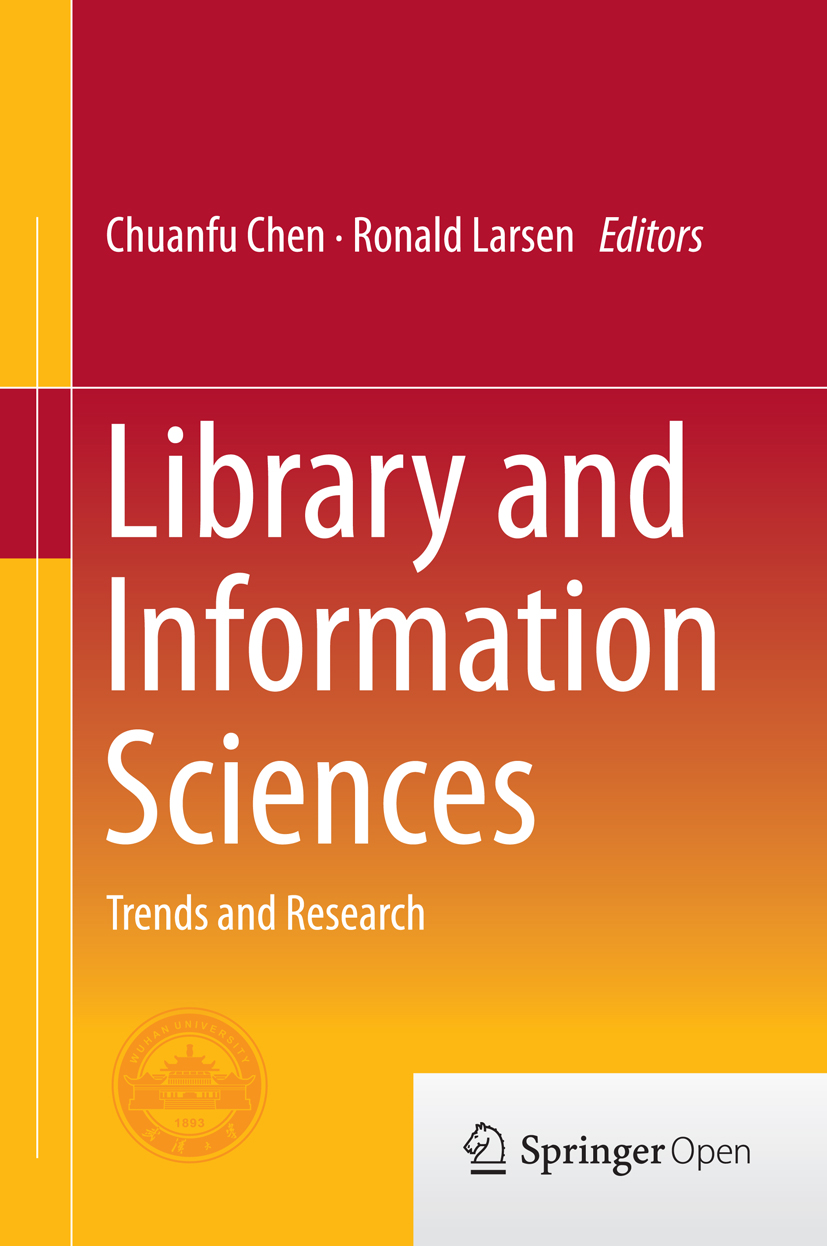 Chuanfu Chen · Ronald Larsen Editors
Library and
Information
Sciences
Trends and Research
WUHAN UNIVERSITY
1893
Springer Open